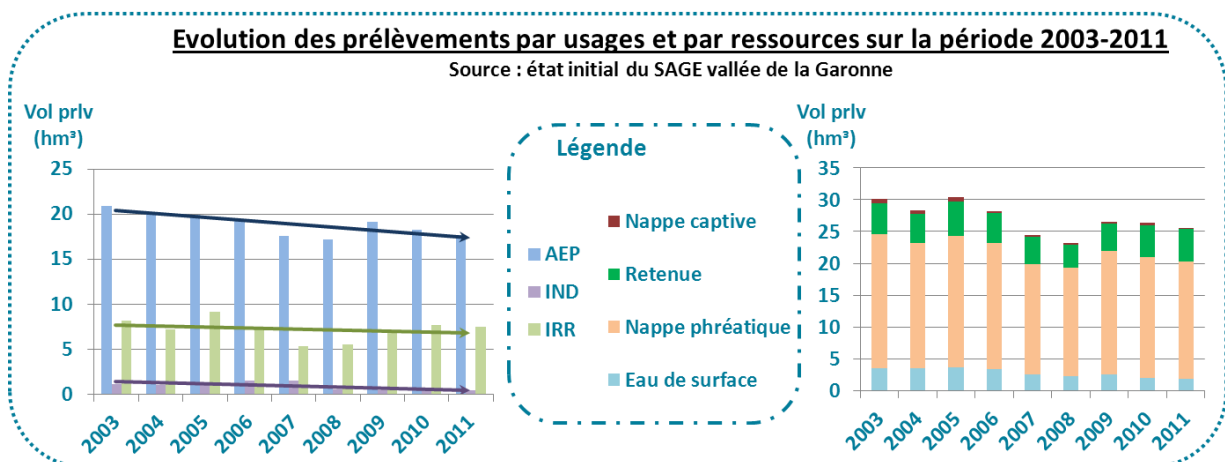 Evolution des prélèvements par usages et par ressources sur la période 2003-2011
Source : état initial du SAGE vallée de la Garonne
Vol prlv
(hm³)
25
20
15
10
5
0
2003
2004
2005
2006
2007
2008
2009
2010
2011
Légende
AEP
IND
IRR
Nappe captive
Retenue
Nappe phréatique
Eau de surface
Vol prlv
(hm³)
35
30
25
20
15
10
5
0
2003
2004
2005
2006
2007
2008
2009
2010
2011